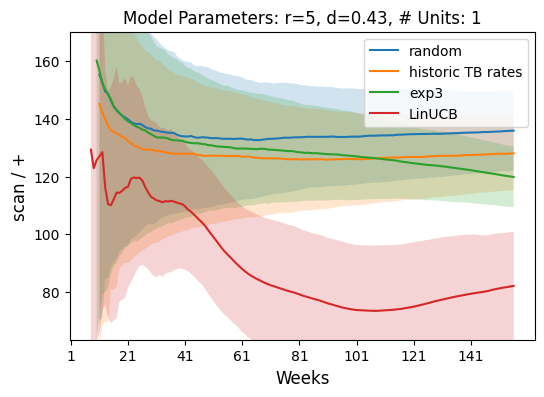 Model Parameters: r=5, d=0.43, # Units: 1
random
historic TB rates
exp3
LinUCB
scan / +
160
140
120
100
80
1
21
41
61
81
101
121
141
Weeks